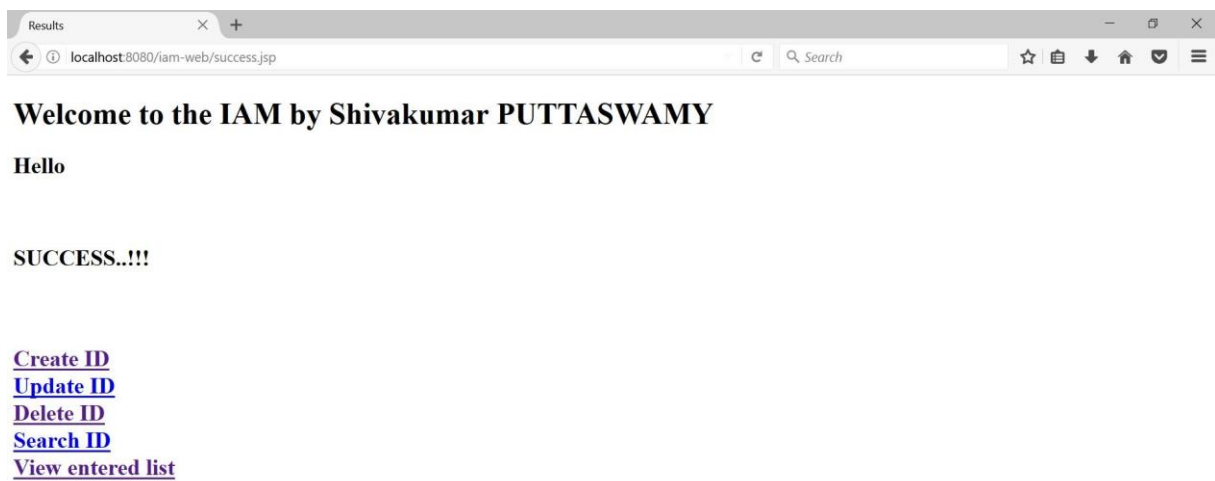 Results
localhost:8080/iam-web/success.jsp
Search
Welcome to the IAM by Shivakumar PUTTASWAMY
Hello
SUCCESS..!!!
Create ID
Update ID
Delete ID
Search ID
View entered list